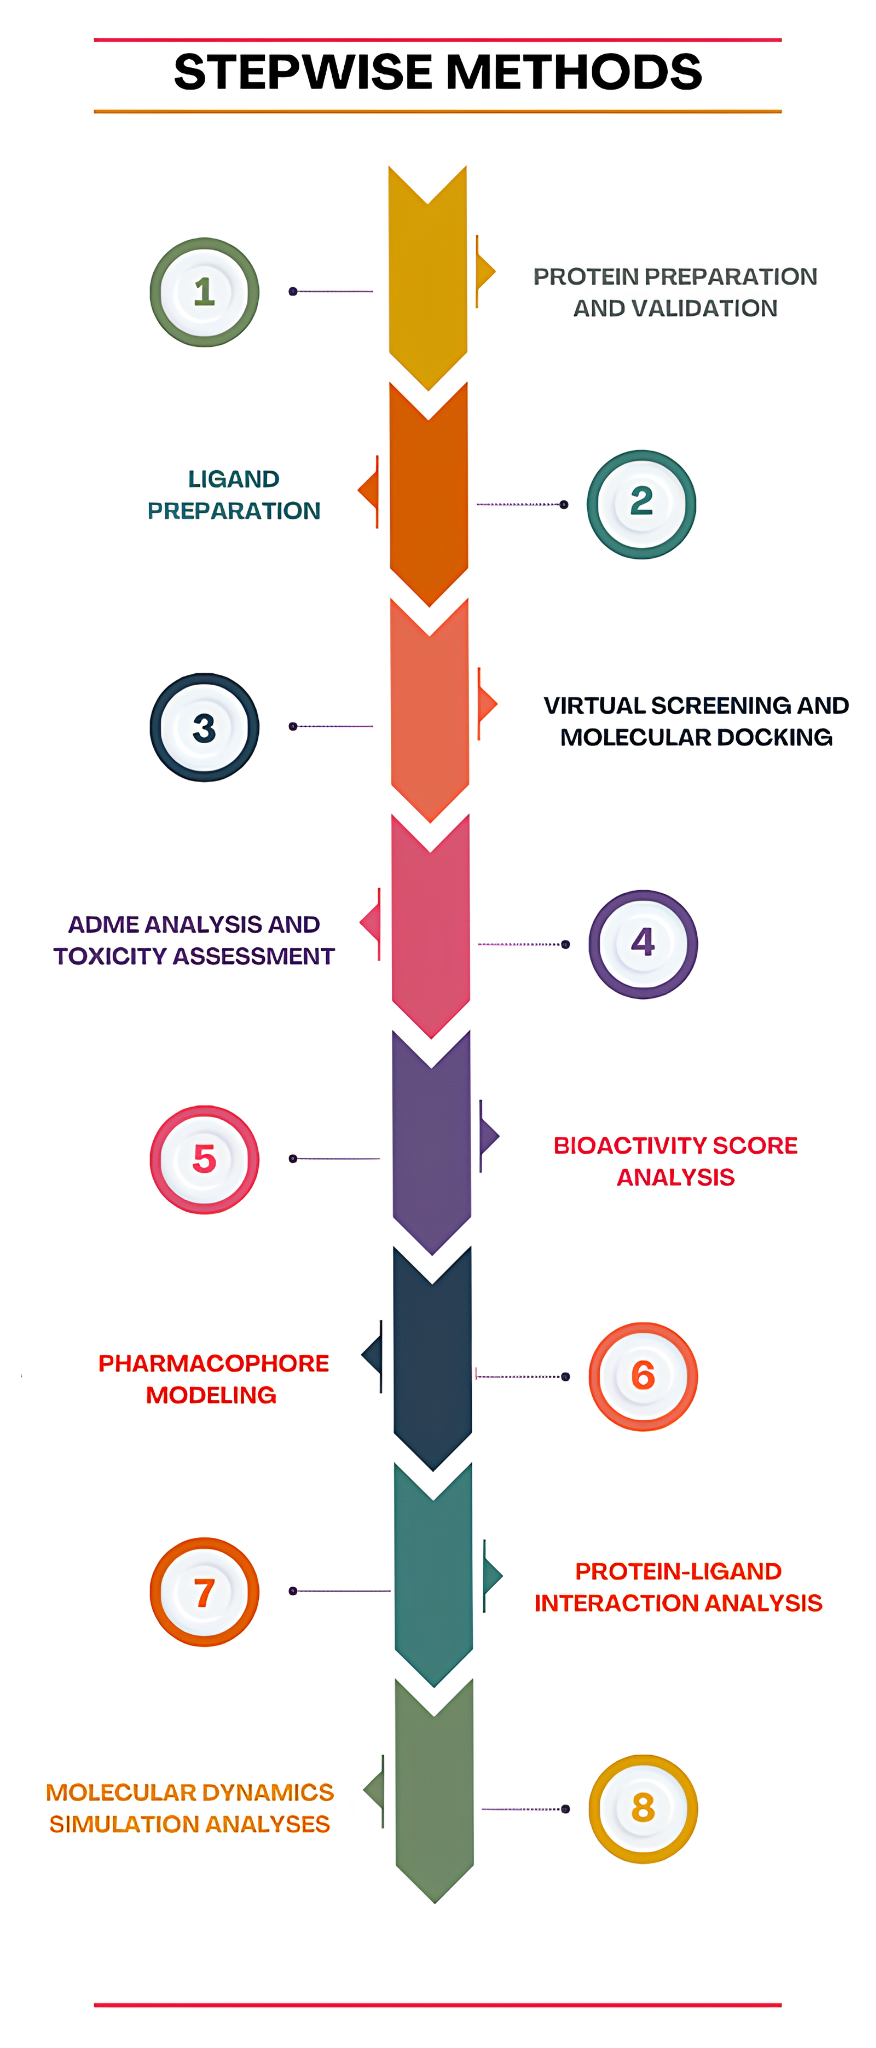 STEPWISE METHODS
1
PROTEIN PREPARATION
AND VALIDATION
LIGAND
PREPARATION
2
3
VIRTUAL SCREENING AND
MOLECULAR DOCKING
ADME ANALYSIS AND
TOXICITY ASSESSMENT
4
5
BIOACTIVITY SCORE
ANALYSIS
PHARMACOPHORE
MODELING
6
7
PROTEIN-LIGAND
INTERACTION ANALYSIS
MOLECULAR DYNAMICS
SIMULATION ANALYSES
8